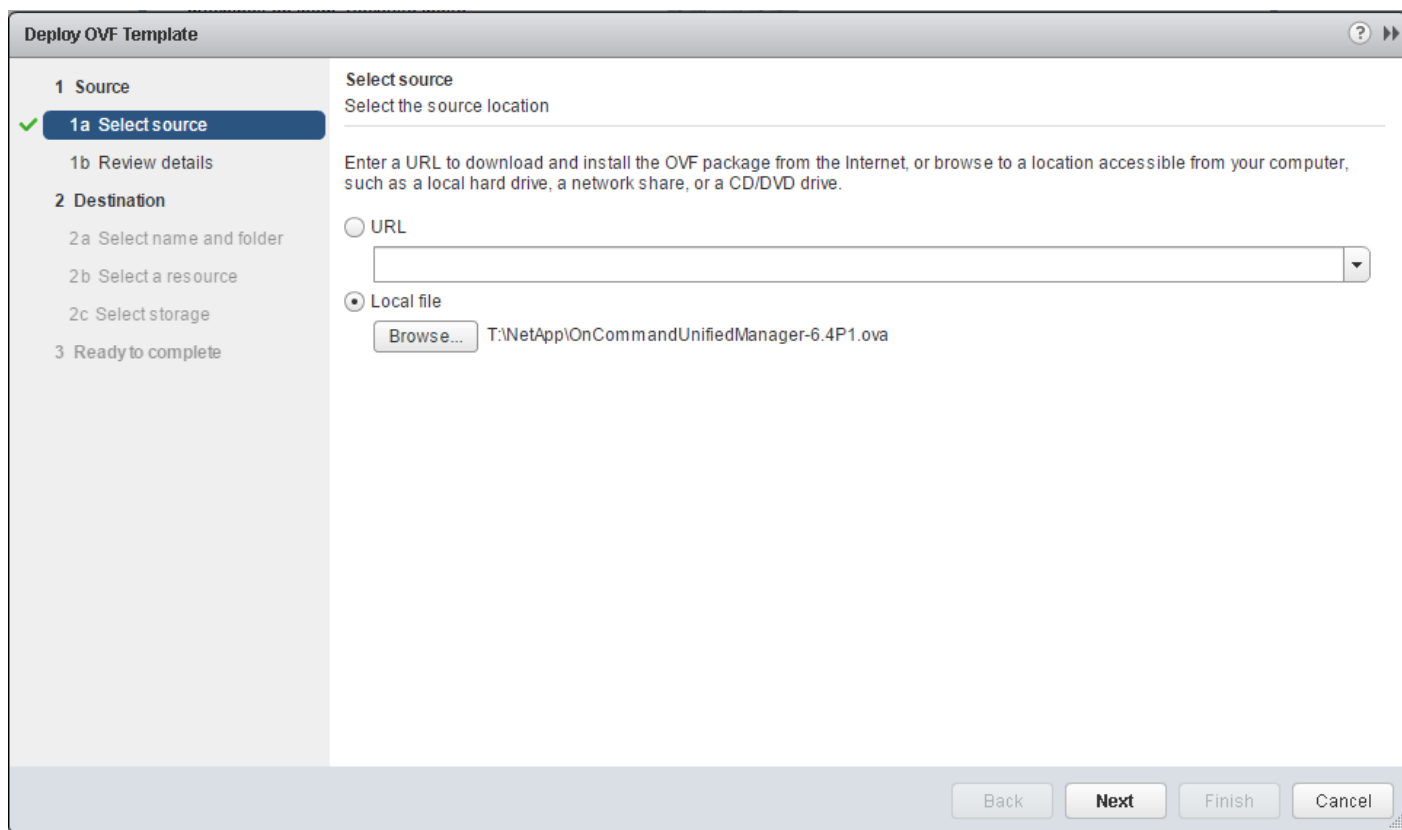 Deploy OVF Template
1 Source
1a Select source
1b Review details
2 Destination
2a Select name and folder
2b Select a resource
2c Select storage
3 Ready to complete
Select source
Select the source location
Enter a URL to download and install the OVF package from the Internet, or browse to a location accessible from your computer,
such as a local hard drive, a network share, or a CD/DVD drive.
URL
Local file
Browse... T:\NetApp\OnCommandUnifiedManager-6.4P1.ova
Back Next Finish Cancel